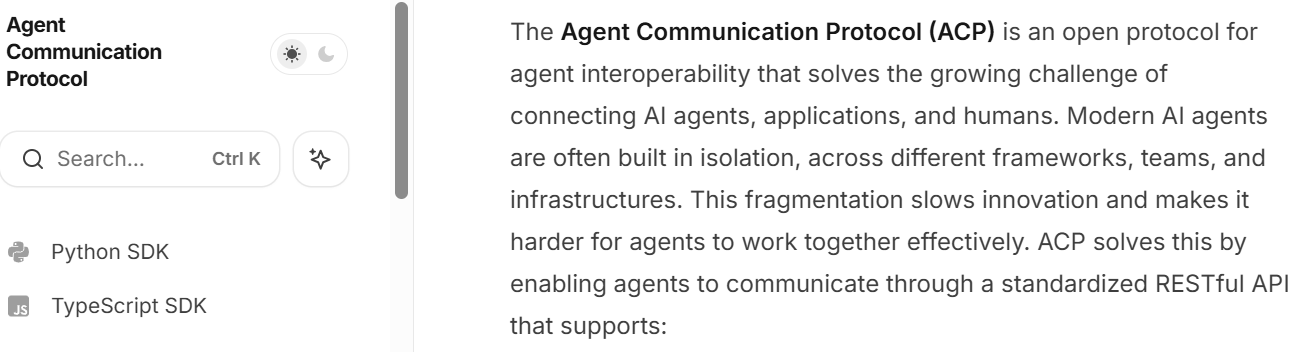 Agent
Communication
Protocol
Search...
Ctrl K
Python SDK
JS
TypeScript SDK
The Agent Communication Protocol (ACP) is an open protocol for
agent interoperability that solves the growing challenge of
connecting AI agents, applications, and humans. Modern AI agents
are often built in isolation, across different frameworks, teams, and
infrastructures. This fragmentation slows innovation and makes it
harder for agents to work together effectively. ACP solves this by
enabling agents to communicate through a standardized RESTful API
that supports: